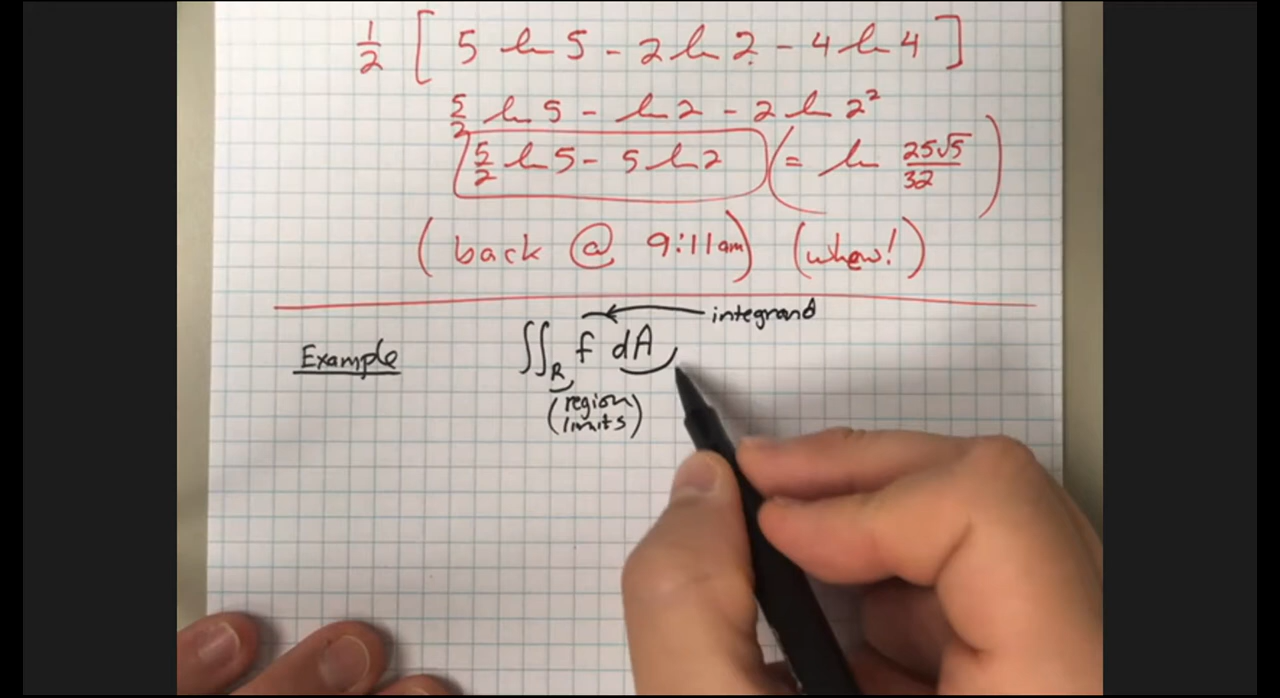 1/2 [ 5 ln 5 - 2 ln 2 - 4 ln 4 ]
5/2 ln 5 - ln 2 - 2 ln 2²
5/2 ln 5 - 5 ln 2 (= ln 25√5/32)
(back @ 9:11am) (whew!)
integrand
Example ∬_R f dA
(region limits)